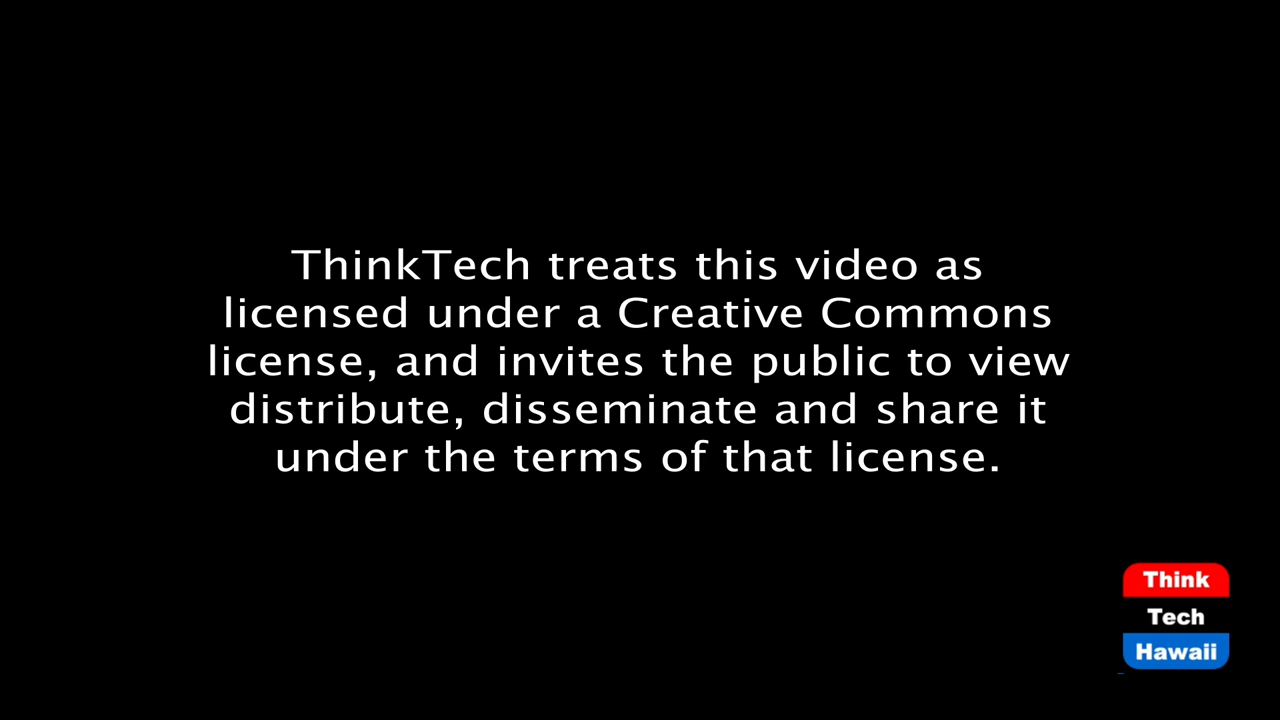 ThinkTech treats this video as
licensed under a Creative Commons
license, and invites the public to view
distribute, disseminate and share it
under the terms of that license.
Think
Tech
Hawaii